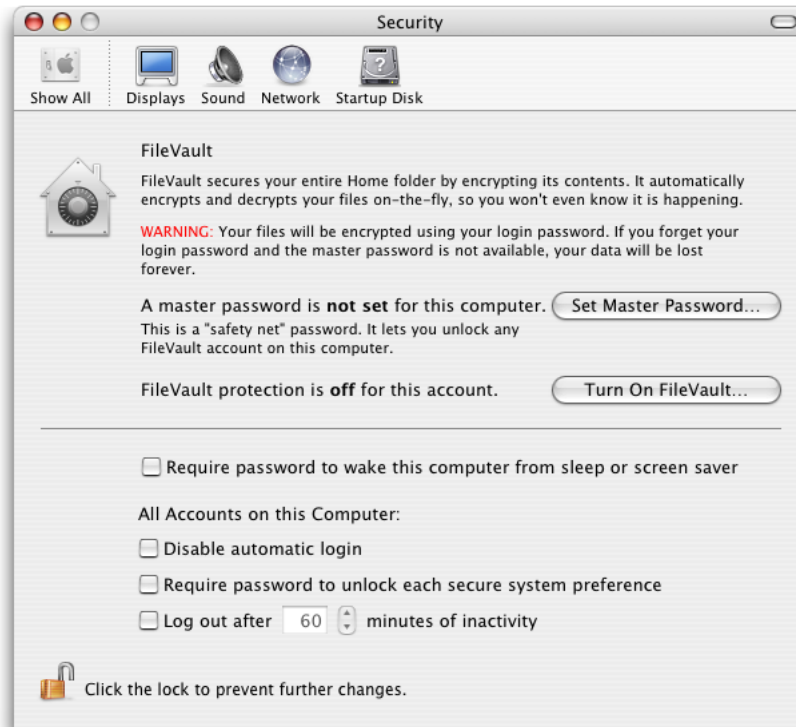 Security
Show All
Displays
Sound
Network
Startup Disk
FileVault
FileVault secures your entire Home folder by encrypting its contents. It automatically
encrypts and decrypts your files on-the-fly, so you won't even know it is happening.
WARNING: Your files will be encrypted using your login password. If you forget your
login password and the master password is not available, your data will be lost
forever.
A master password is not set for this computer.
Set Master Password...
This is a "safety net" password. It lets you unlock any
FileVault account on this computer.
FileVault protection is off for this account.
Turn On FileVault...
Require password to wake this computer from sleep or screen saver
All Accounts on this Computer:
Disable automatic login
Require password to unlock each secure system preference
Log out after 60 minutes of inactivity
Click the lock to prevent further changes.